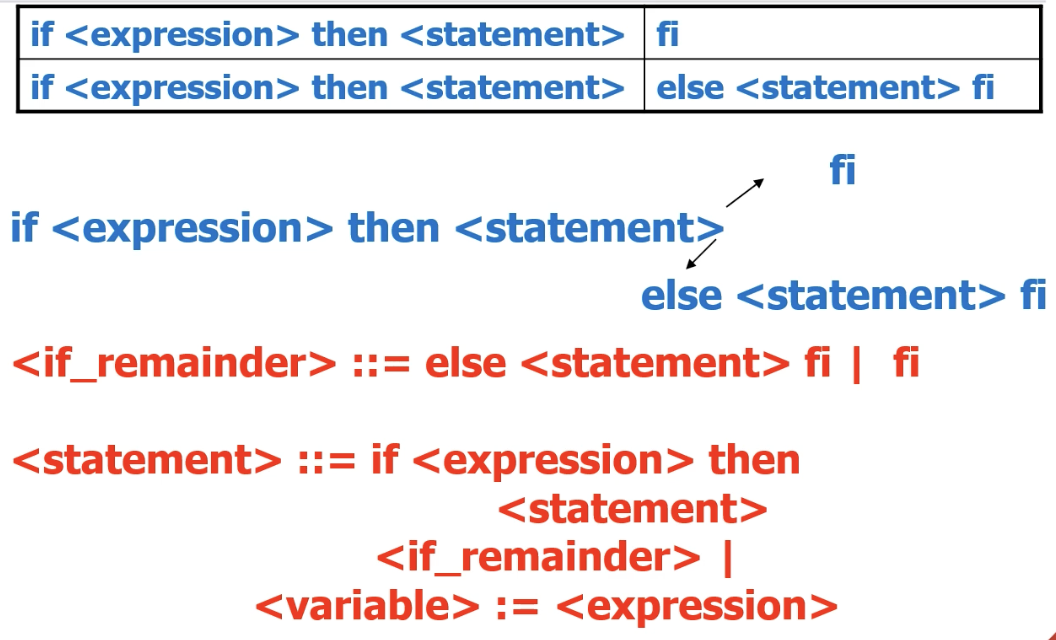 if <expression> then <statement> fi
if <expression> then <statement> else <statement> fi
fi
if <expression> then <statement>
else <statement> fi
<if_remainder> ::= else <statement> fi | fi
<statement> ::= if <expression> then
<statement>
<if_remainder> |
<variable> := <expression>